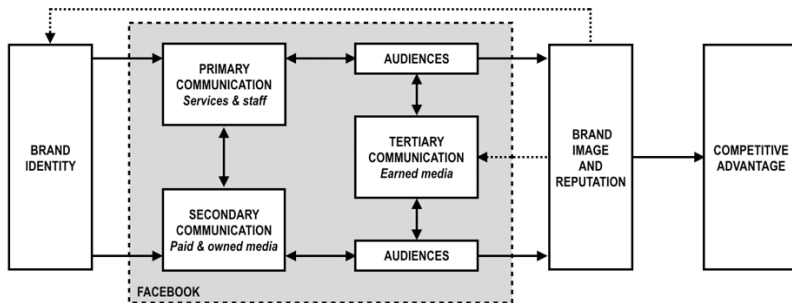 BRAND
IDENTITY
PRIMARY
COMMUNICATION
Services & staff
SECONDARY
COMMUNICATION
Paid & owned media
AUDIENCES
TERTIARY
COMMUNICATION
Earned media
AUDIENCES
FACEBOOK
BRAND
IMAGE
AND
REPUTATION
COMPETITIVE
ADVANTAGE